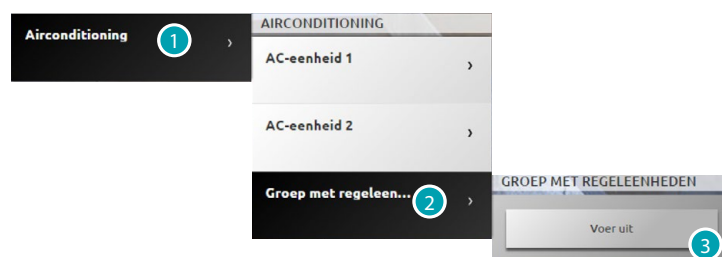 Airconditioning
1
AIRCONDITIONING
AC-eenheid 1
AC-eenheid 2
Groep met regeleen...
2
GROEP MET REGELEENHEDEN
Voer uit
3